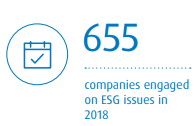 655
companies engaged
on ESG issues in
2018